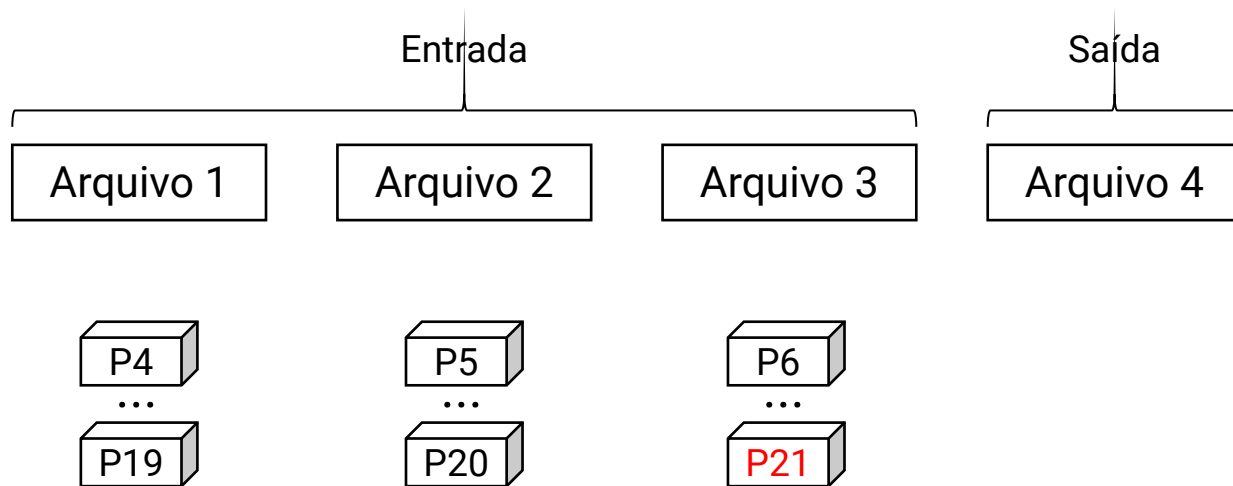 Entrada Saída
Arquivo 1 Arquivo 2 Arquivo 3 Arquivo 4
P4 P5 P6
... ... ...
P19 P20 P21